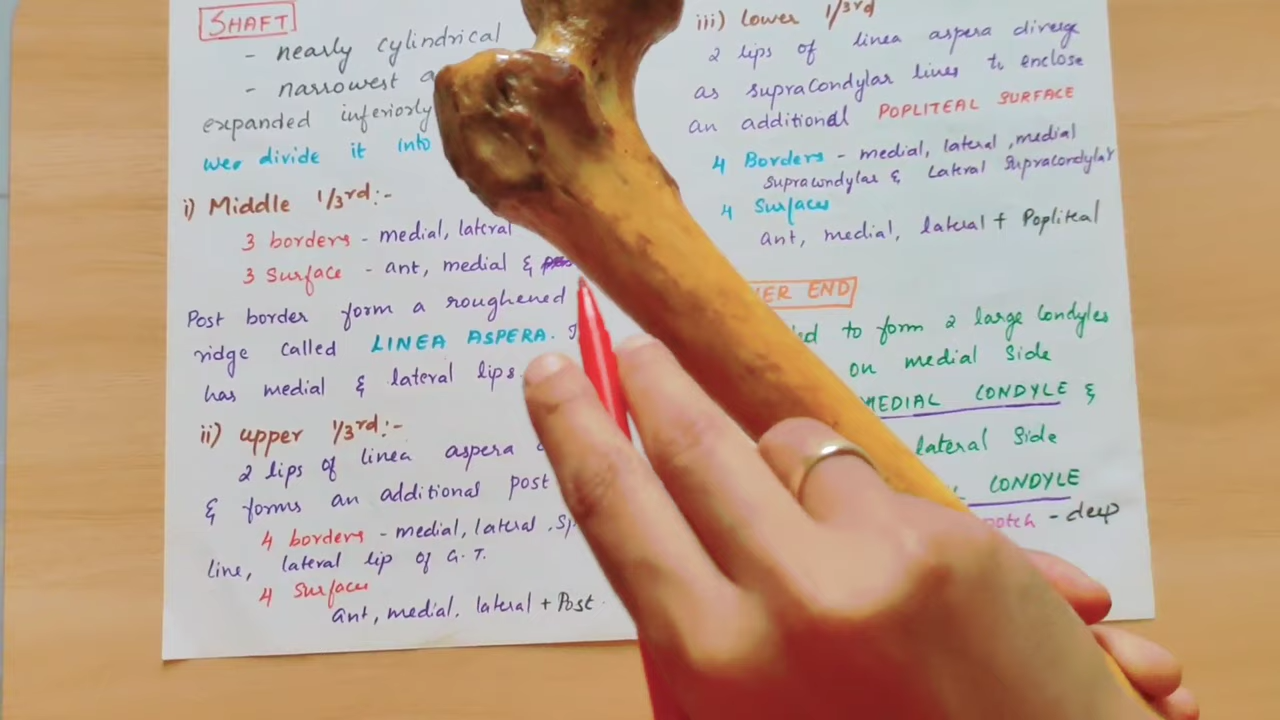 SHAFT
- nearly cylindrical
- narrowest
expanded inferiorly
wer divide it into
i) Middle 1/3rd:-
3 borders - medial, lateral
3 Surface - ant, medial &
Post border form a roughened
ridge called LINEA ASPERA.
has medial & lateral lips
ii) upper 1/3rd:-
2 lips of linea aspera
& forms an additional post
4 borders - medial, lateral, Sp
line, lateral lip of G.T.
4 Surfaces
ant, medial, lateral + Post.
iii) lower 1/3rd
2 lips of linea aspera diverge
as supracondylar lines to enclose
an additional POPLITEAL SURFACE
4 Borders - medial, lateral, medial
supracondylar & Lateral Supracondylar
4 Surfaces
ant, medial, lateral + Popliteal
END
to form 2 large condyles
on medial side
MEDIAL CONDYLE &
lateral side
CONDYLE
notch - deep